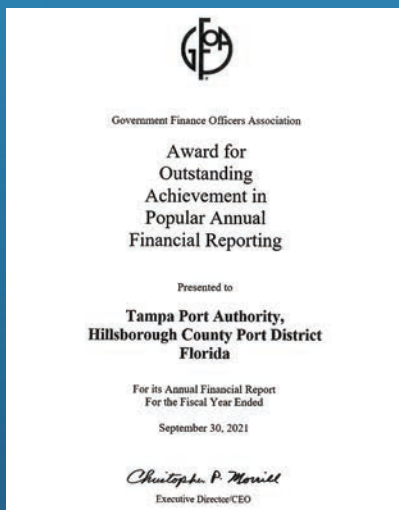 GFOA
Government Finance Officers Association
Award for
Outstanding
Achievement in
Popular Annual
Financial Reporting
Presented to
Tampa Port Authority,
Hillsborough County Port District
Florida
For its Annual Financial Report
For the Fiscal Year Ended
September 30, 2021
Christopher P. Morrill
Executive Director/CEO